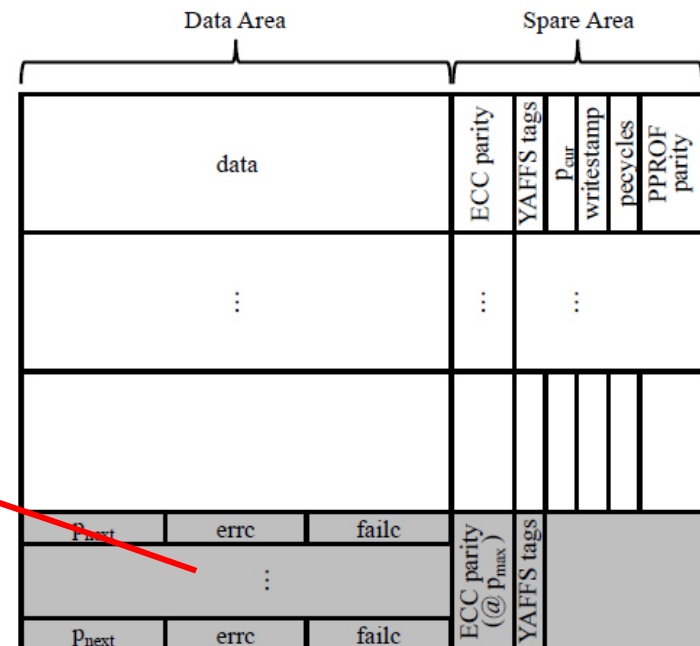 Data Area
Spare Area
data
ECC parity
YAFFS tags
pcur
writestamp
pecycles
PPROF
parity
⋮
⋮
⋮
pnext
errc
failc
⋮
pnext
errc
failc
ECC parity
(@ pmax)
YAFFS tags